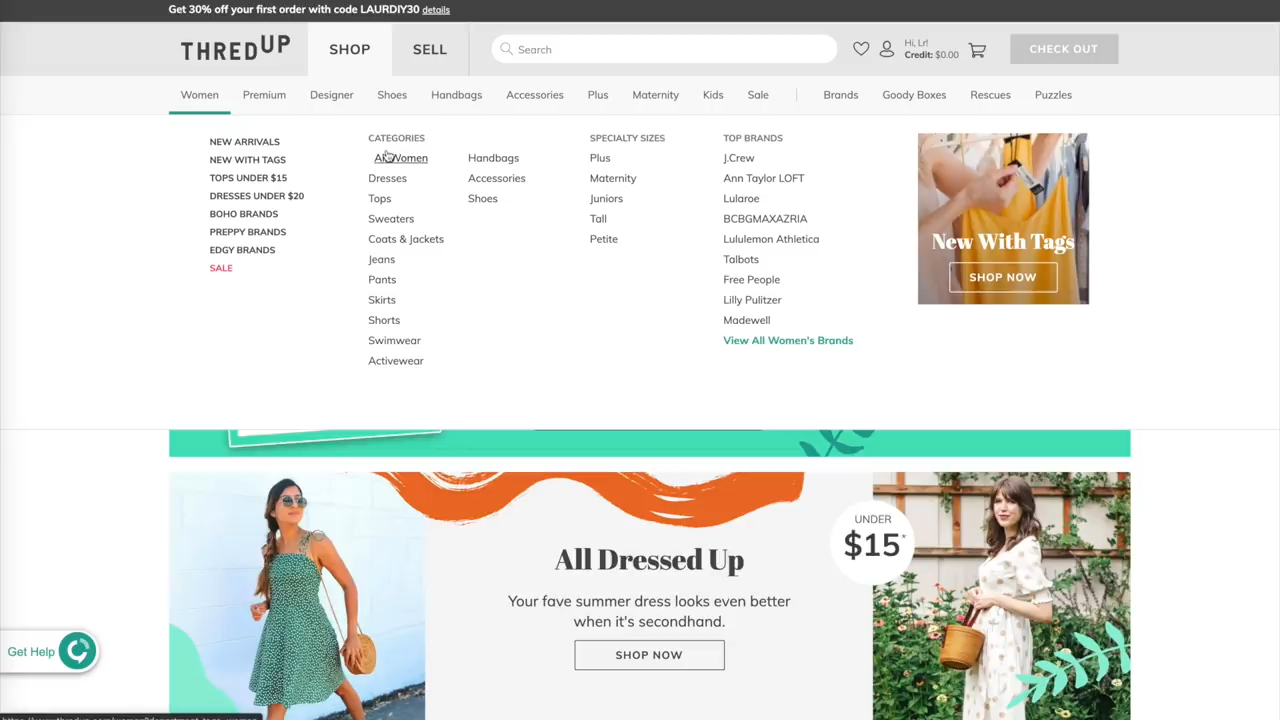 Get 30% off your first order with code LAURDIY30 details
THREDUP
SHOP
SELL
Search
Hi, Lr!
Credit: $0.00
CHECK OUT
Women
Premium
Designer
Shoes
Handbags
Accessories
Plus
Maternity
Kids
Sale
Brands
Goody Boxes
Rescues
Puzzles
NEW ARRIVALS
NEW WITH TAGS
TOPS UNDER $15
DRESSES UNDER $20
BOHO BRANDS
PREPPY BRANDS
EDGY BRANDS
SALE
CATEGORIES
All Women
Dresses
Tops
Sweaters
Coats & Jackets
Jeans
Pants
Skirts
Shorts
Swimwear
Activewear
Handbags
Accessories
Shoes
SPECIALTY SIZES
Plus
Maternity
Juniors
Tall
Petite
TOP BRANDS
J.Crew
Ann Taylor LOFT
Lularoe
BCBGMAXAZRIA
Lululemon Athletica
Talbots
Free People
Lilly Pulitzer
Madewell
View All Women's Brands
New With Tags
SHOP NOW
All Dressed Up
Your fave summer dress looks even better
when it's secondhand.
SHOP NOW
UNDER
$15*
Get Help